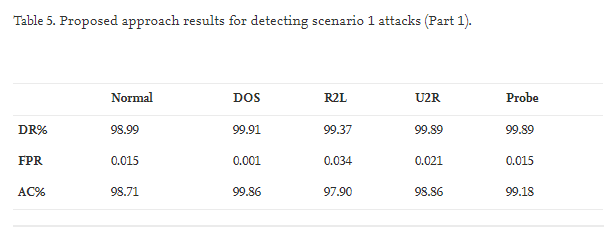 Table 5. Proposed approach results for detecting scenario 1 attacks (Part 1).
Normal DOS R2L U2R Probe
DR% 98.99 99.91 99.37 99.89 99.89
FPR 0.015 0.001 0.034 0.021 0.015
AC% 98.71 99.86 97.90 98.86 99.18